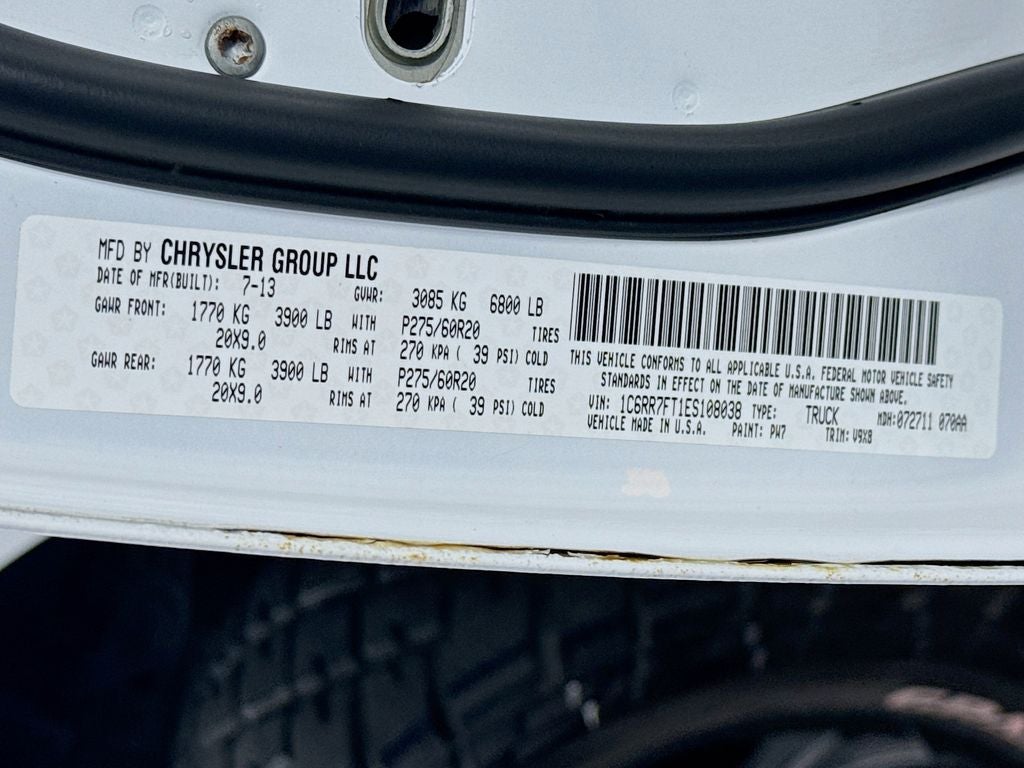 MFD BY CHRYSLER GROUP LLC
DATE OF MFR(BUILT): 7-13 GVWR: 3085 KG 6800 LB
GAWR FRONT: 1770 KG 3900 LB WITH P275/60R20 TIRES
20X9.0 RIMS AT 270 KPA ( 39 PSI) COLD
GAWR REAR: 1770 KG 3900 LB WITH P275/60R20 TIRES
20X9.0 RIMS AT 270 KPA ( 39 PSI) COLD
THIS VEHICLE CONFORMS TO ALL APPLICABLE U.S.A. FEDERAL MOTOR VEHICLE SAFETY
STANDARDS IN EFFECT ON THE DATE OF MANUFACTURE SHOWN ABOVE.
VIN: 1C6RR7FT1ES108038 TYPE: TRUCK MDH:072711 070AA
VEHICLE MADE IN U.S.A. PAINT: PW7 TRIM: V9X8